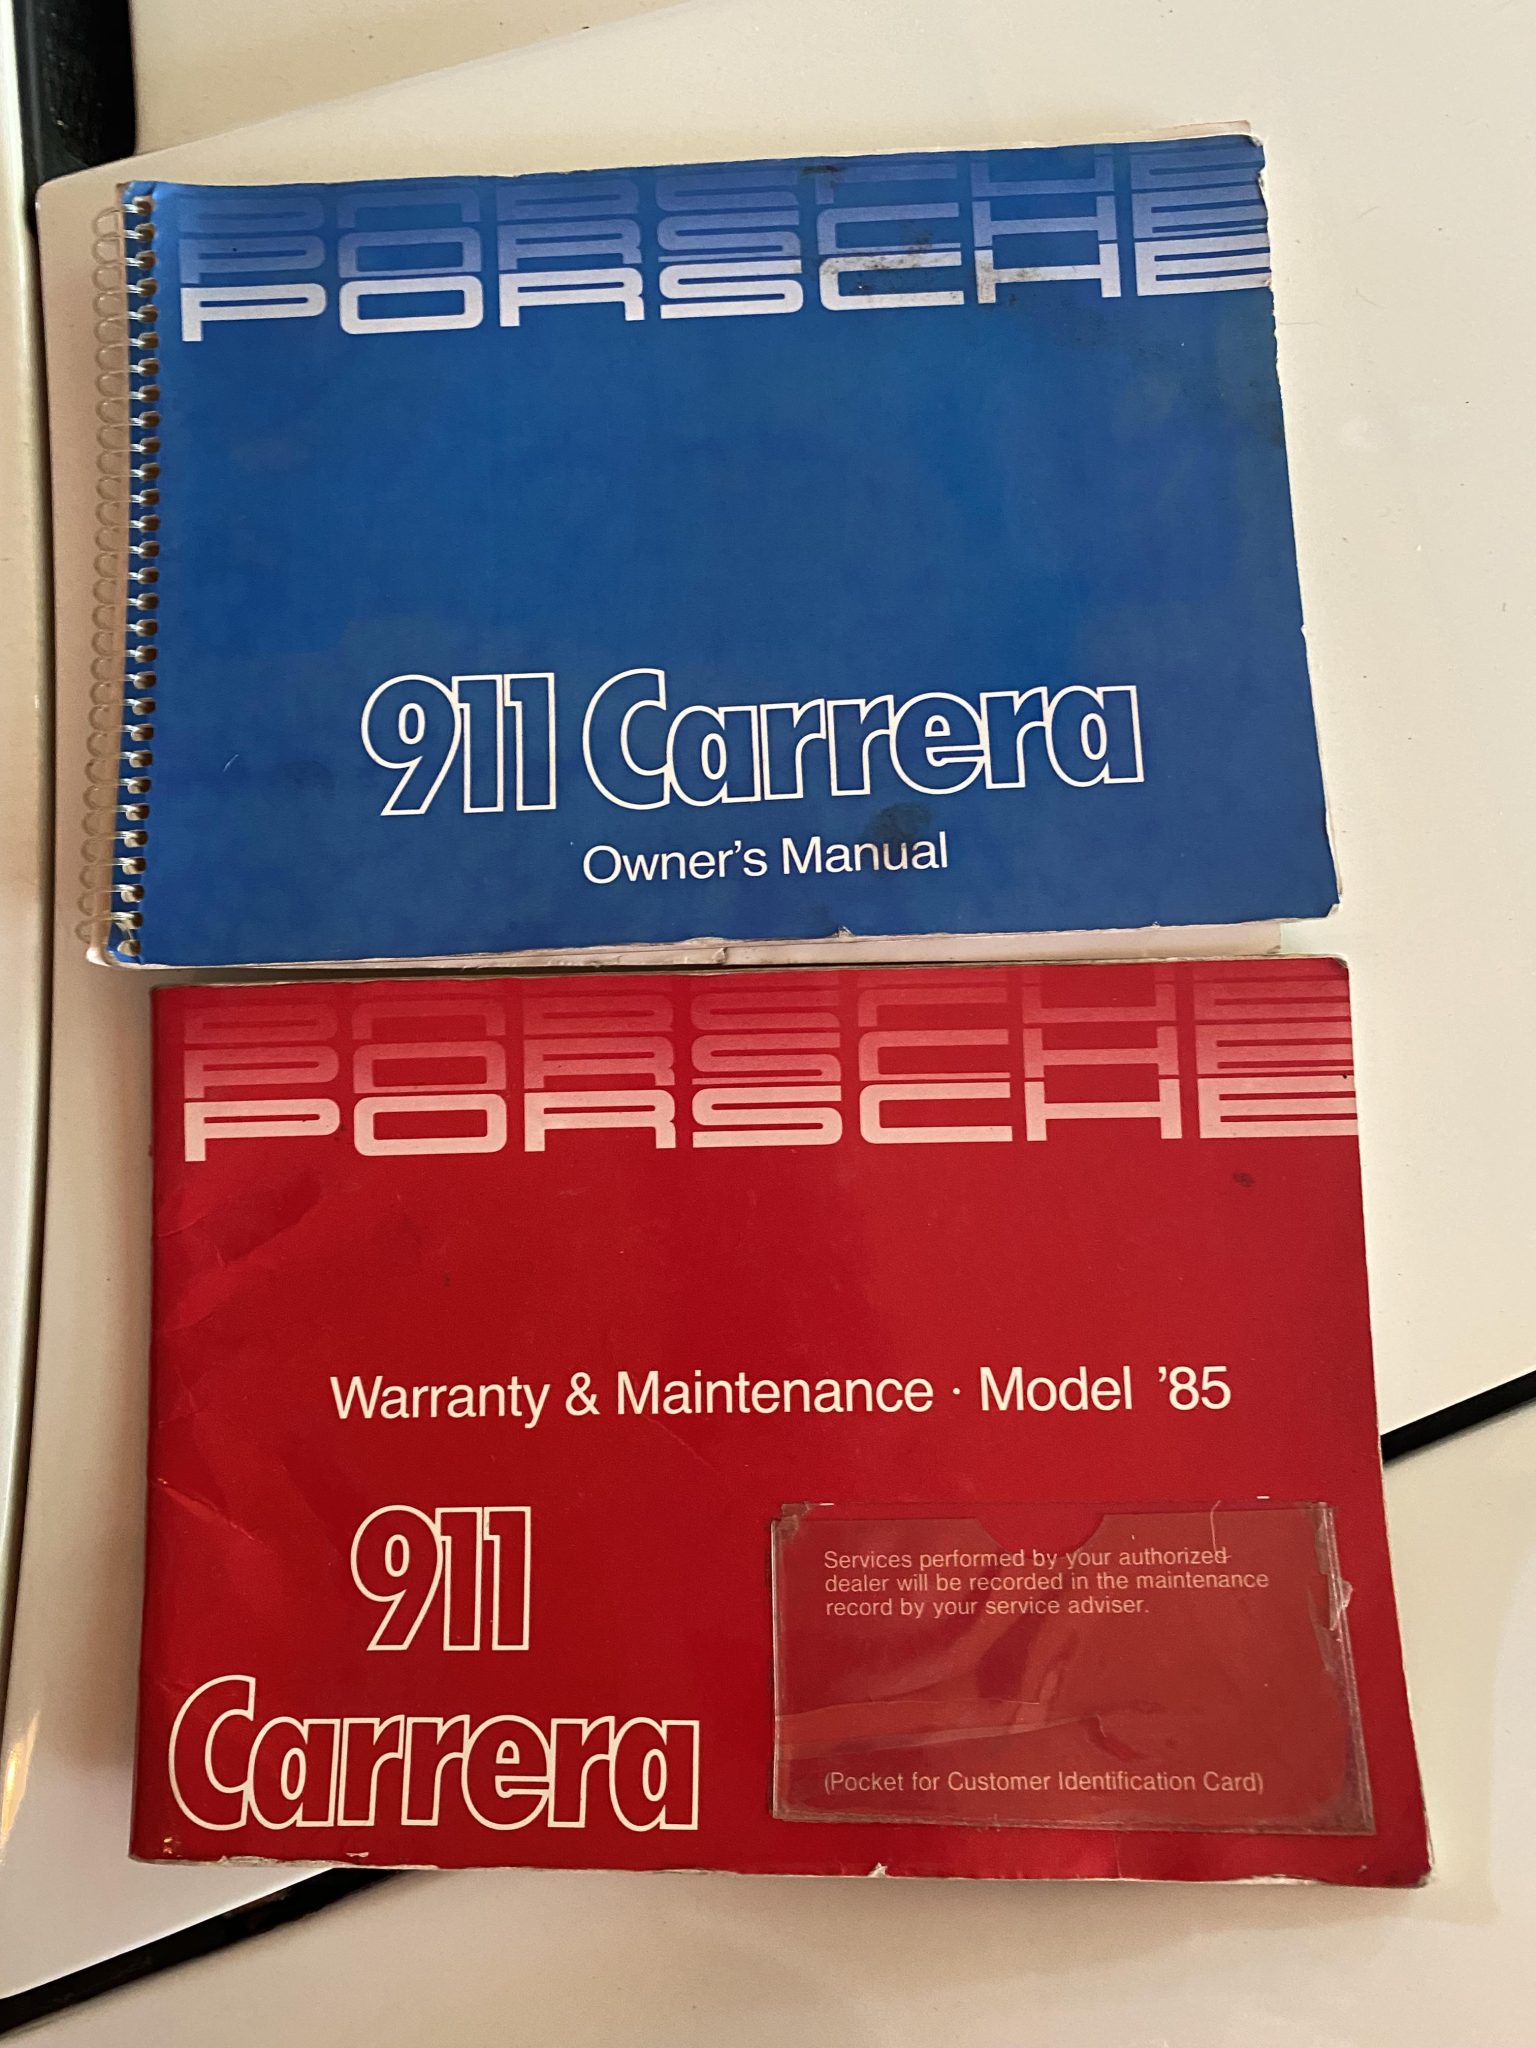 PORSCHE
PORSCHE
PORSCHE
911 Carrera
Owner's Manual
PORSCHE
PORSCHE
PORSCHE
Warranty & Maintenance · Model '85
911
Carrera
Services performed by your authorized
dealer will be recorded in the maintenance
record by your service adviser.
(Pocket for Customer Identification Card)